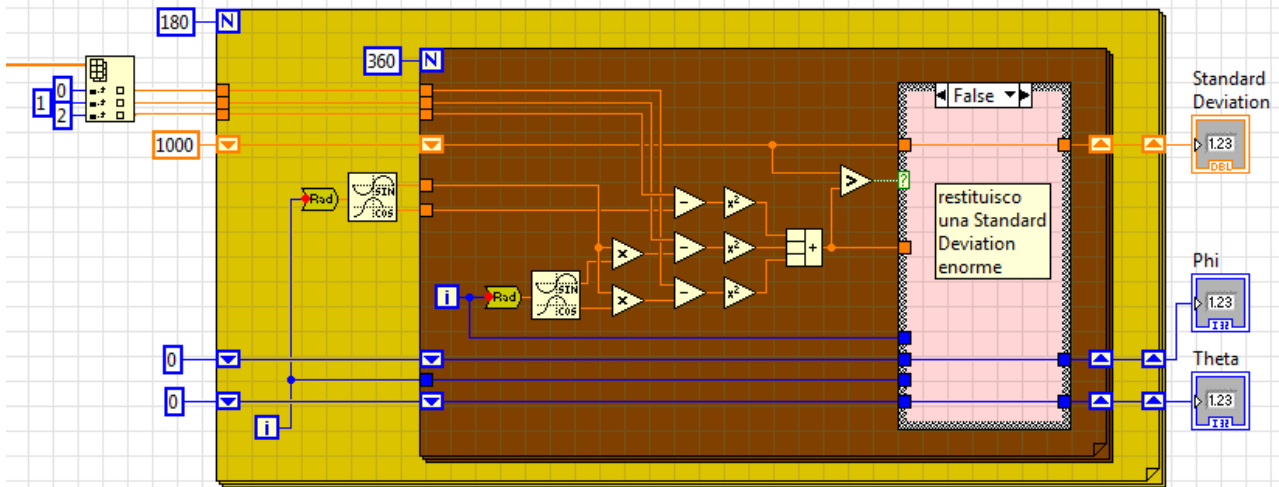 180
N
360
N
0
1
2
1000
False
Standard
Deviation
1.23
DBL
Rad
SIN
COS
>
?
restituisco
una Standard
Deviation
enorme
-
x²
-
x²
+
x
-
x²
x
i
Rad
SIN
COS
Phi
1.23
I32
0
Theta
0
1.23
I32
i